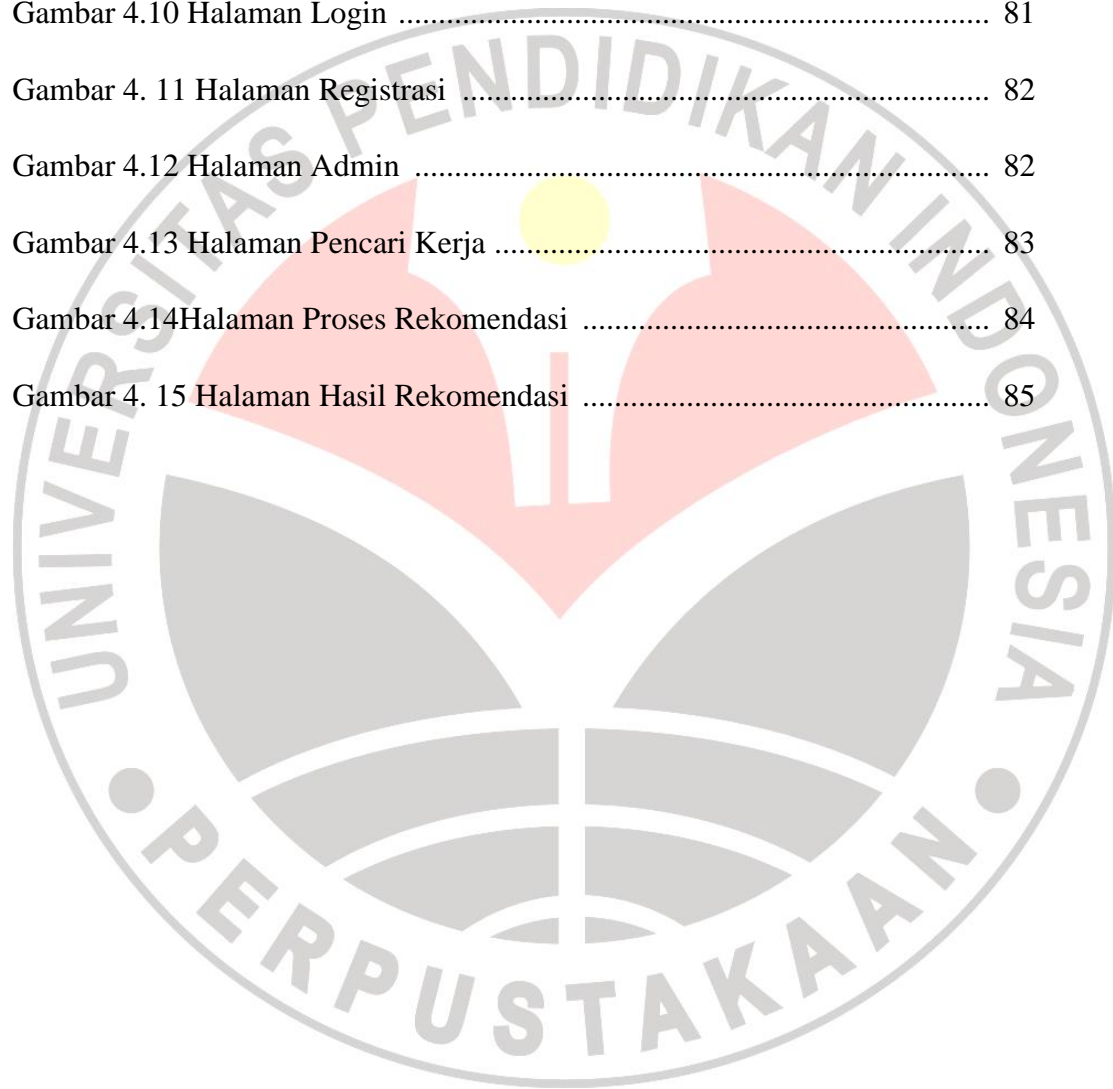 Gambar 4.10 Halaman Login .......................................................................... 81
Gambar 4. 11 Halaman Registrasi .................................................................. 82
Gambar 4.12 Halaman Admin ........................................................................ 82
Gambar 4.13 Halaman Pencari Kerja .............................................................. 83
Gambar 4.14Halaman Proses Rekomendasi ................................................... 84
Gambar 4. 15 Halaman Hasil Rekomendasi ................................................... 85
UNIVERSITAS PENDIDIKAN INDONESIA
PERPUSTAKAAN